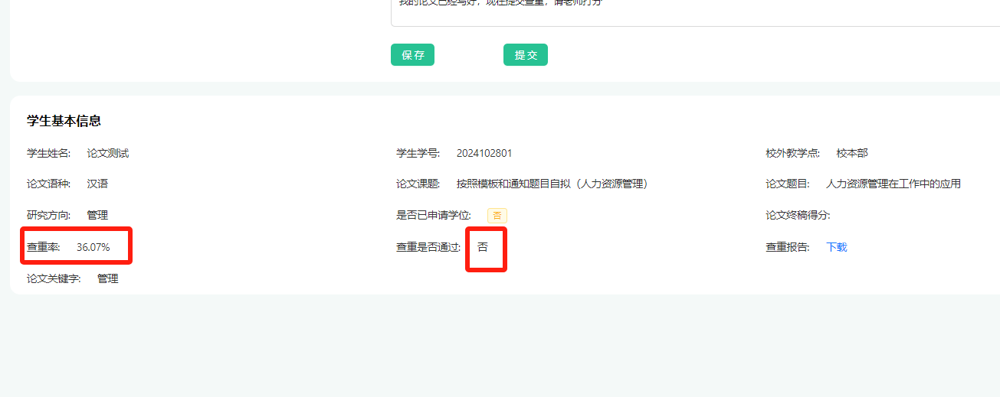 我的论文已经写好，现在提交查重，请老师打分
保存 提交
学生基本信息
学生姓名: 论文测试 学生学号: 2024102801 校外教学点: 校本部
论文语种: 汉语 论文课题: 按照模板和通知题目自拟（人力资源管理） 论文题目: 人力资源管理在工作中的应用
研究方向: 管理 是否已申请学位: 否 论文终稿得分:
查重率: 36.07% 查重是否通过: 否 查重报告: 下载
论文关键字: 管理